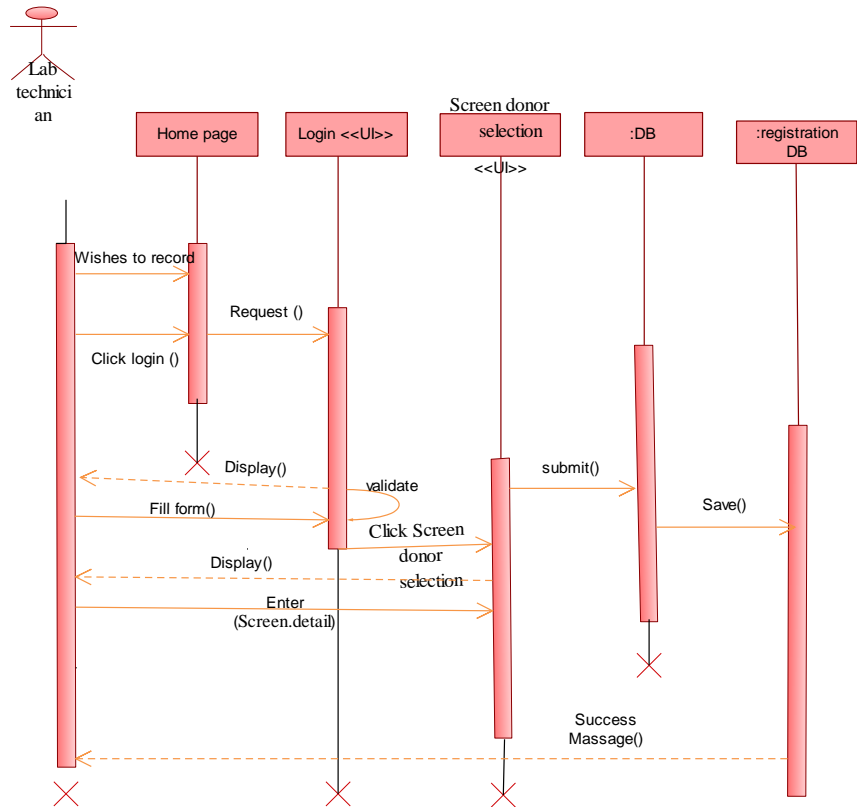 Lab
technici
an
Home page
Login <<UI>>
Screen donor
selection
<<UI>>
:DB
:registration
DB
Wishes to record
Request ()
Click login ()
Display()
validate
submit()
Fill form()
Save()
Click Screen
donor
selection
Display()
Enter
(Screen.detail)
Success
Massage()